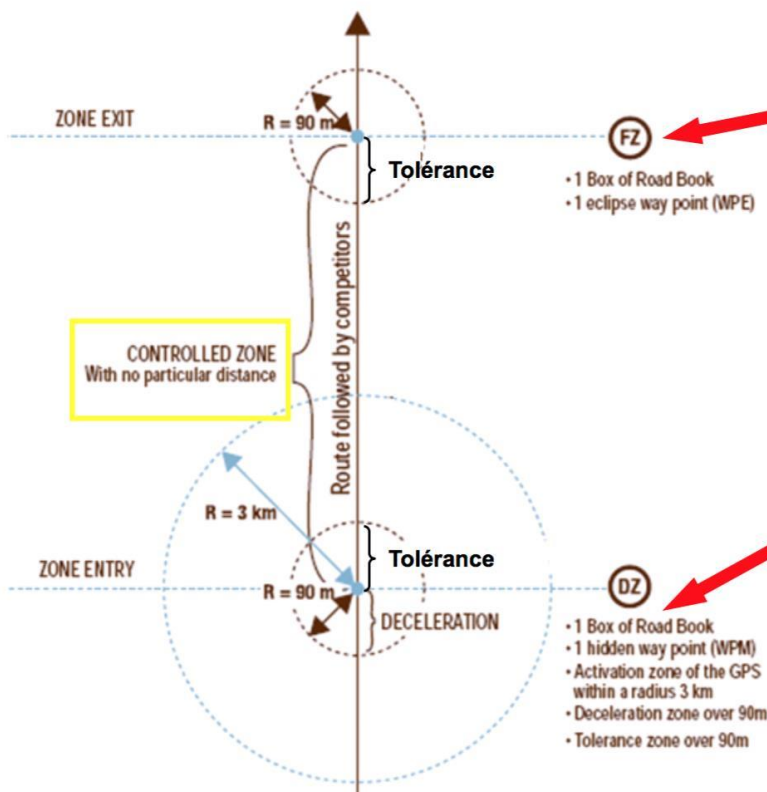 ZONE EXIT
R = 90 m
Tolérance
FZ
• 1 Box of Road Book
• 1 eclipse way point (WPE)
Route followed by competitors
CONTROLLED ZONE
With no particular distance
R = 3 km
ZONE ENTRY
R = 90 m
Tolérance
DECELERATION
DZ
• 1 Box of Road Book
• 1 hidden way point (WPM)
• Activation zone of the GPS
within a radius 3 km
• Deceleration zone over 90m
• Tolerance zone over 90m